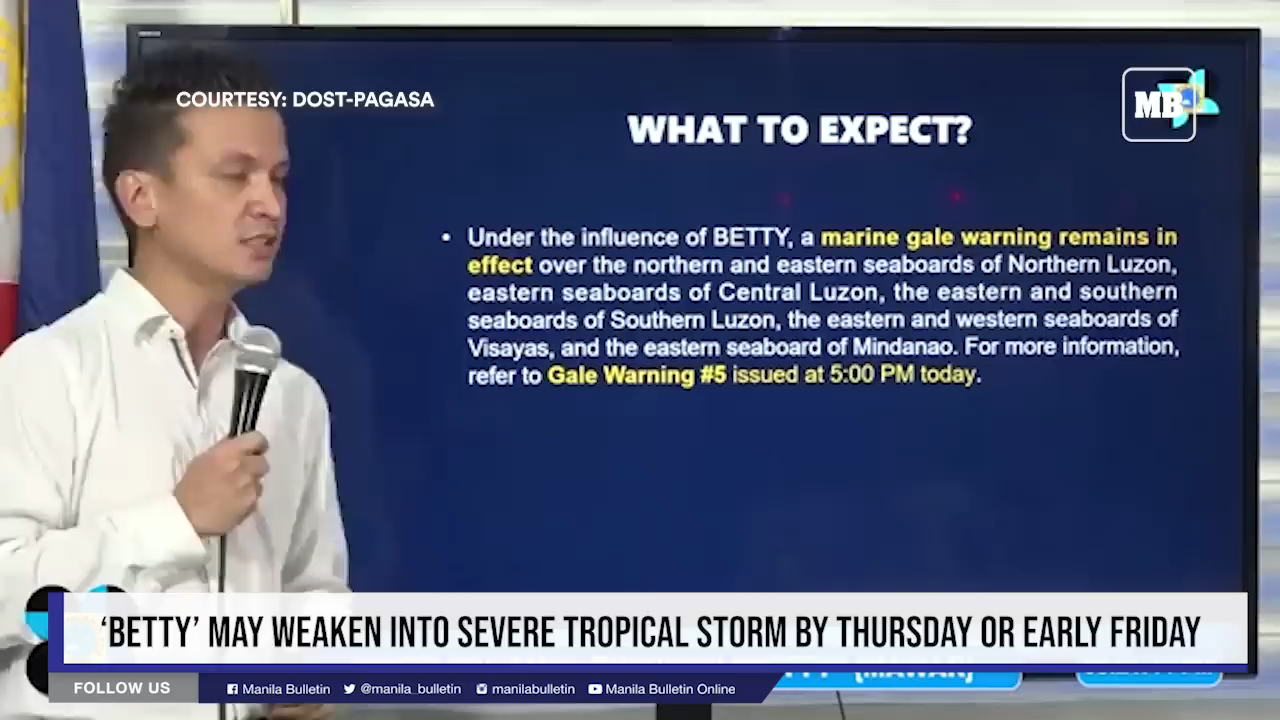 COURTESY: DOST-PAGASA
MB
WHAT TO EXPECT?
• Under the influence of BETTY, a marine gale warning remains in
effect over the northern and eastern seaboards of Northern Luzon,
eastern seaboards of Central Luzon, the eastern and southern
seaboards of Southern Luzon, the eastern and western seaboards of
Visayas, and the eastern seaboard of Mindanao. For more information,
refer to Gale Warning #5 issued at 5:00 PM today.
‘BETTY’ MAY WEAKEN INTO SEVERE TROPICAL STORM BY THURSDAY OR EARLY FRIDAY
FOLLOW US
Manila Bulletin
@manila_bulletin
manilabulletin
Manila Bulletin Online